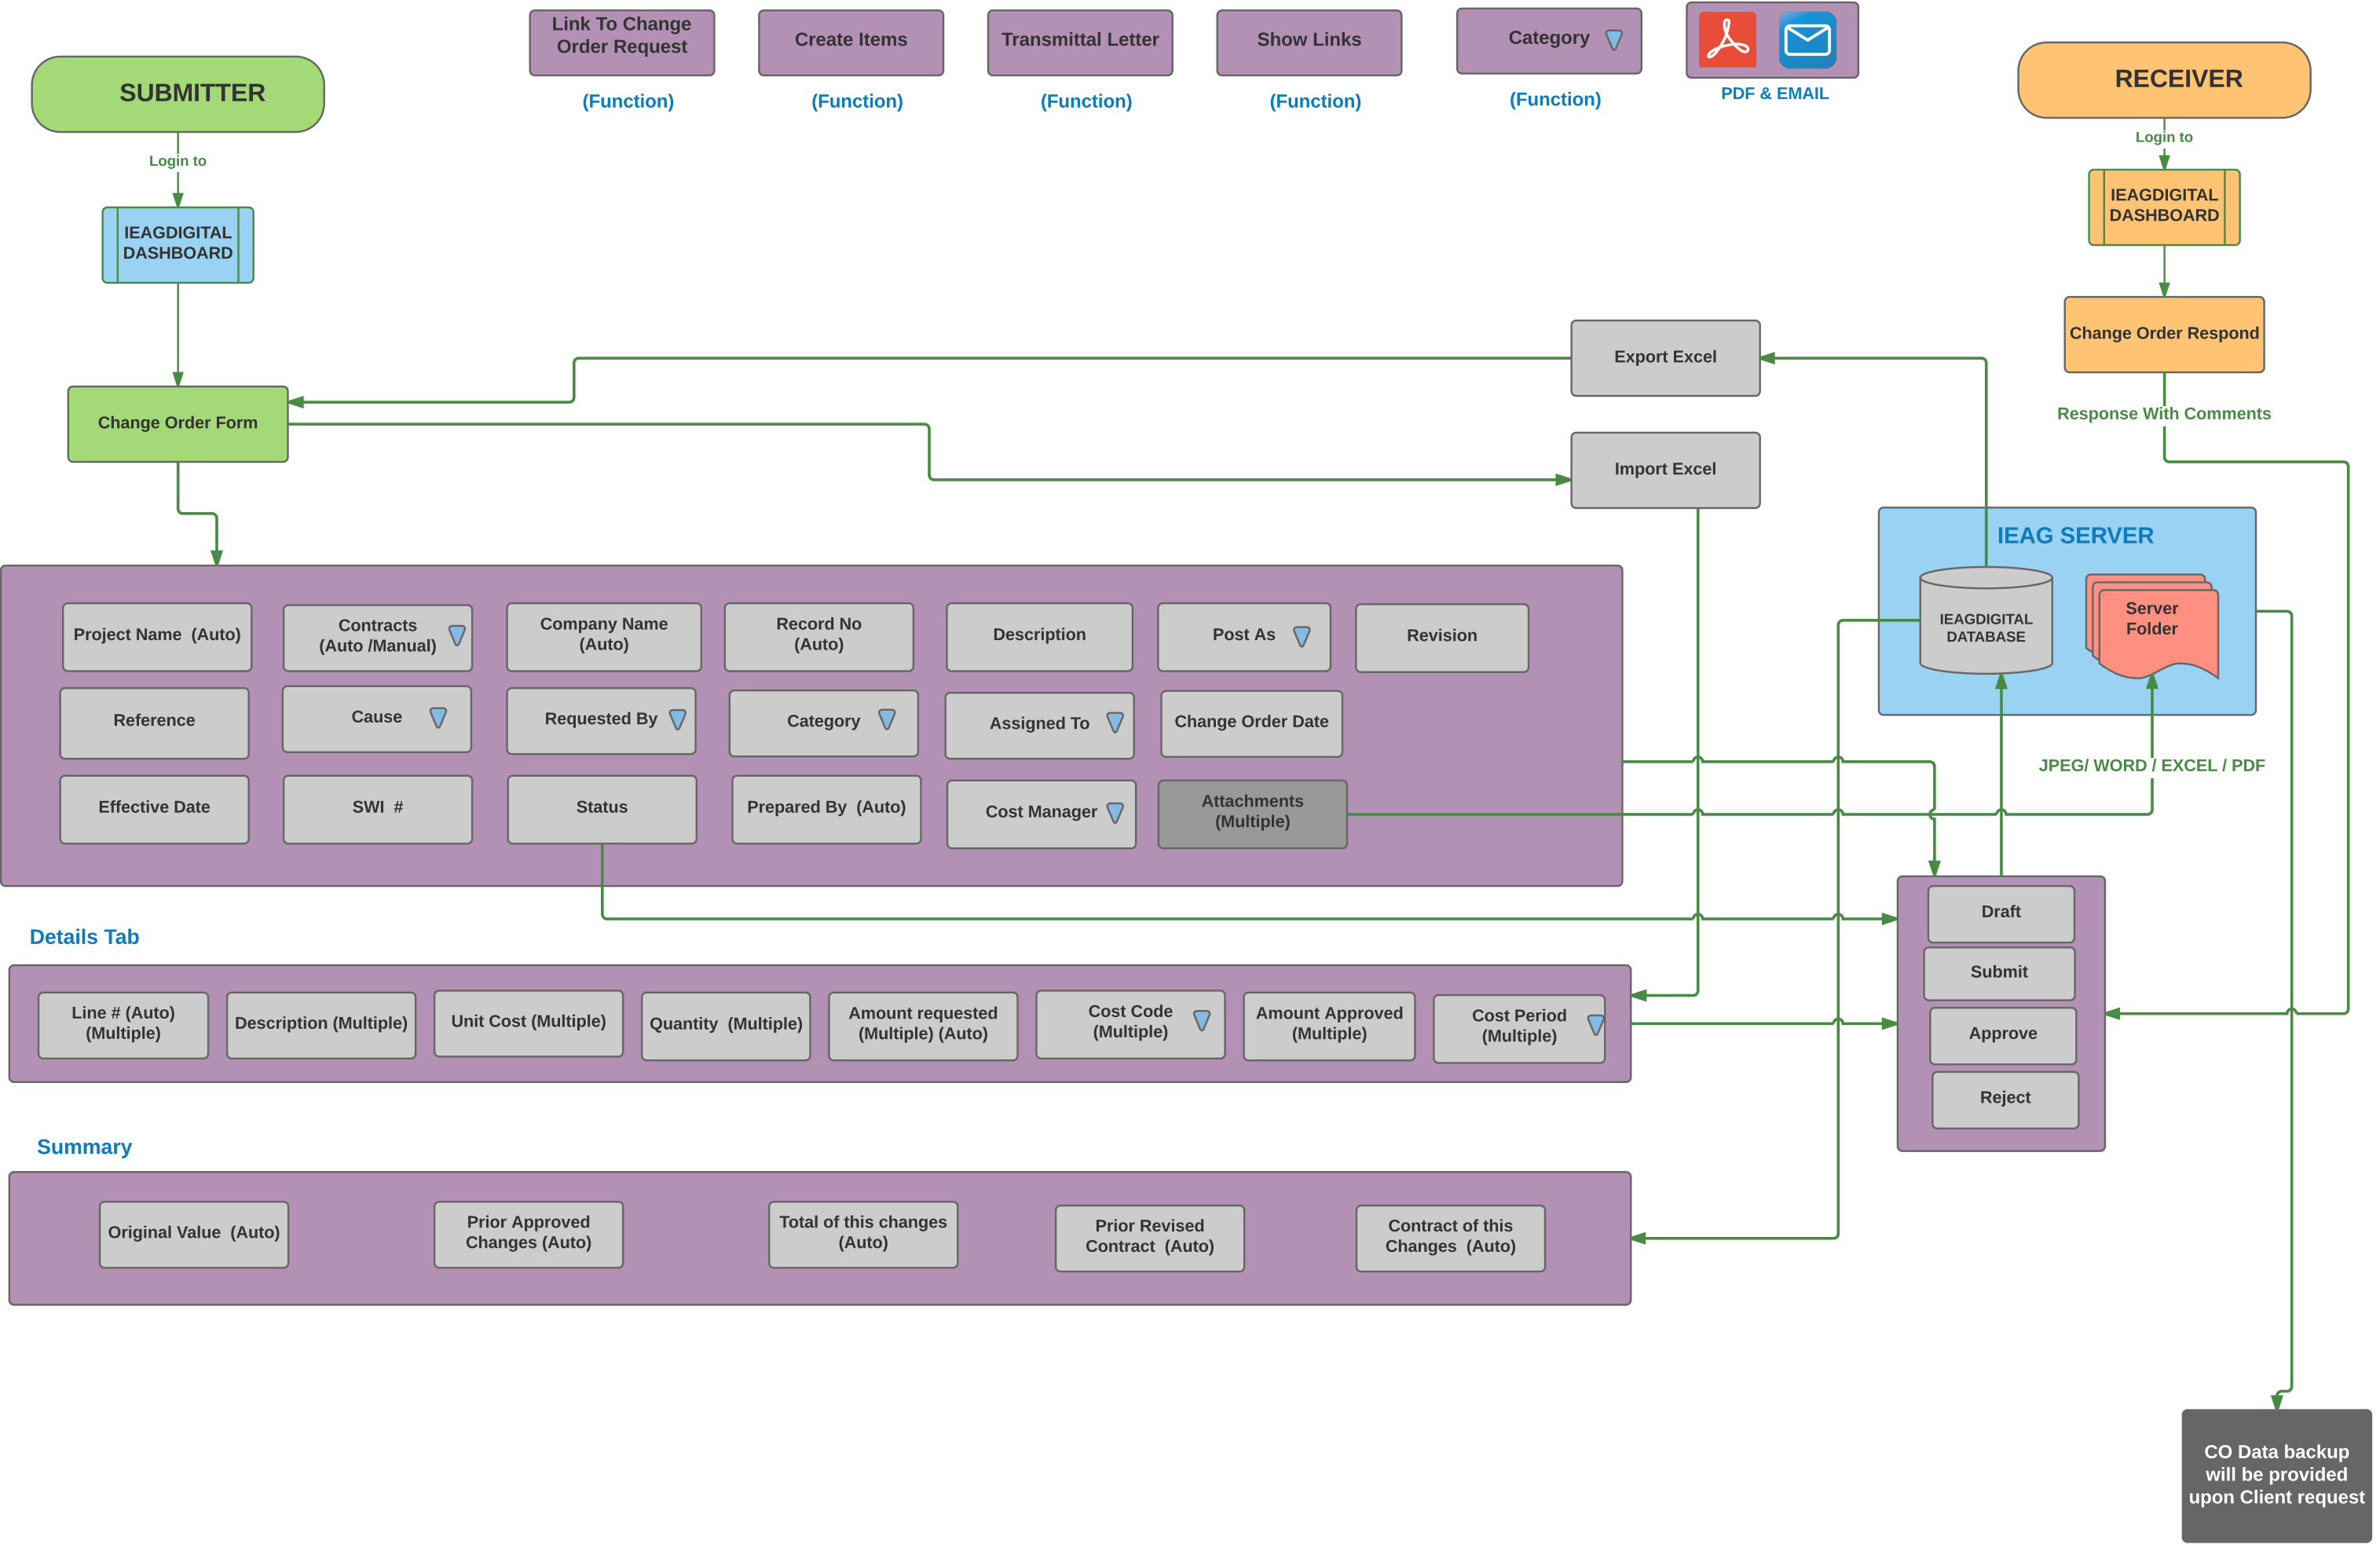 Link To Change
Order Request
(Function)
Create Items
(Function)
Transmittal Letter
(Function)
Show Links
(Function)
Category
(Function)
PDF & EMAIL
SUBMITTER
Login to
IEAGDIGITAL
DASHBOARD
Change Order Form
RECEIVER
Login to
IEAGDIGITAL
DASHBOARD
Change Order Respond
Response With Comments
Export Excel
Import Excel
IEAG SERVER
IEAGDIGITAL
DATABASE
Server
Folder
JPEG/ WORD / EXCEL / PDF
Project Name (Auto)
Contracts
(Auto /Manual)
Company Name
(Auto)
Record No
(Auto)
Description
Post As
Revision
Reference
Cause
Requested By
Category
Assigned To
Change Order Date
Effective Date
SWI #
Status
Prepared By (Auto)
Cost Manager
Attachments
(Multiple)
Draft
Submit
Approve
Reject
Details Tab
Line # (Auto)
(Multiple)
Description (Multiple)
Unit Cost (Multiple)
Quantity (Multiple)
Amount requested
(Multiple) (Auto)
Cost Code
(Multiple)
Amount Approved
(Multiple)
Cost Period
(Multiple)
Summary
Original Value (Auto)
Prior Approved
Changes (Auto)
Total of this changes
(Auto)
Prior Revised
Contract (Auto)
Contract of this
Changes (Auto)
CO Data backup
will be provided
upon Client request